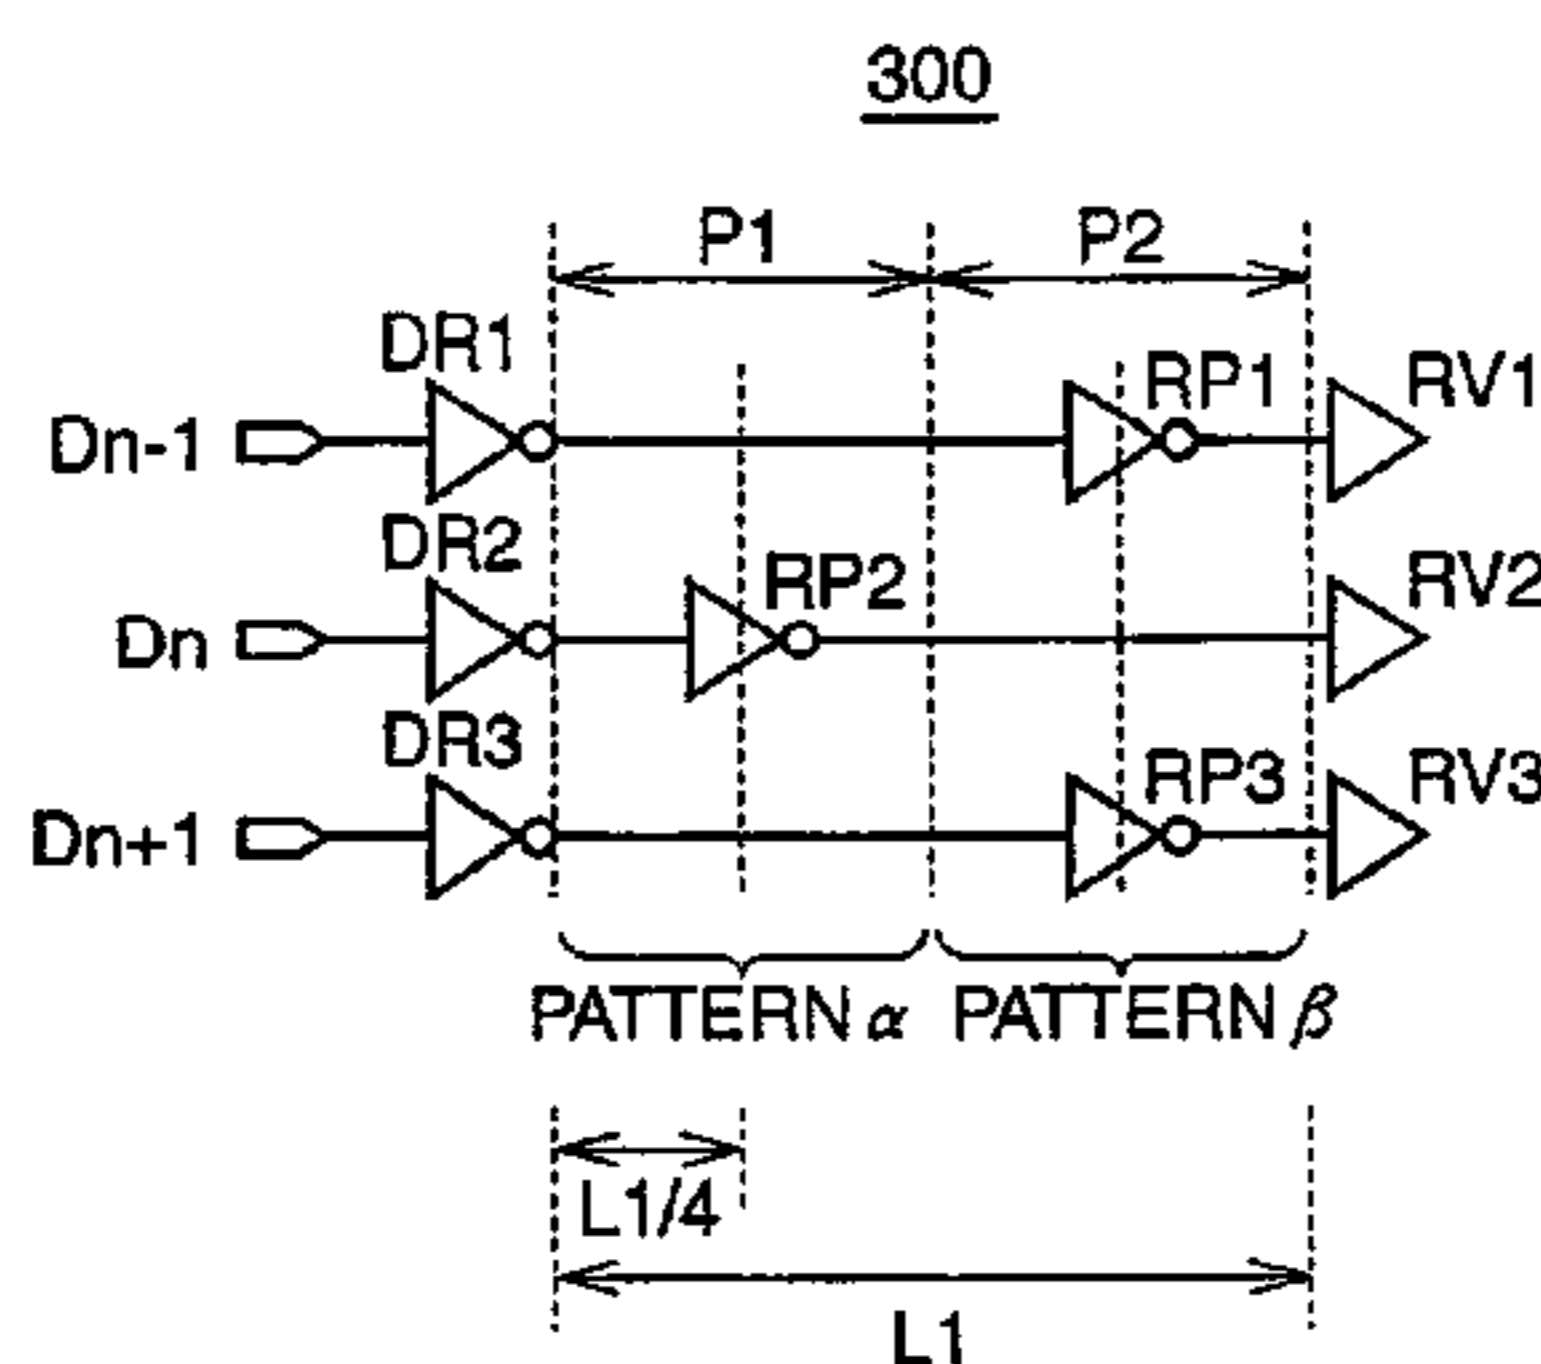 300
P1 P2
DR1 RP1 RV1
Dn-1
DR2 RP2 RV2
Dn
DR3 RP3 RV3
Dn+1
PATTERN α PATTERN β
L1/4
L1